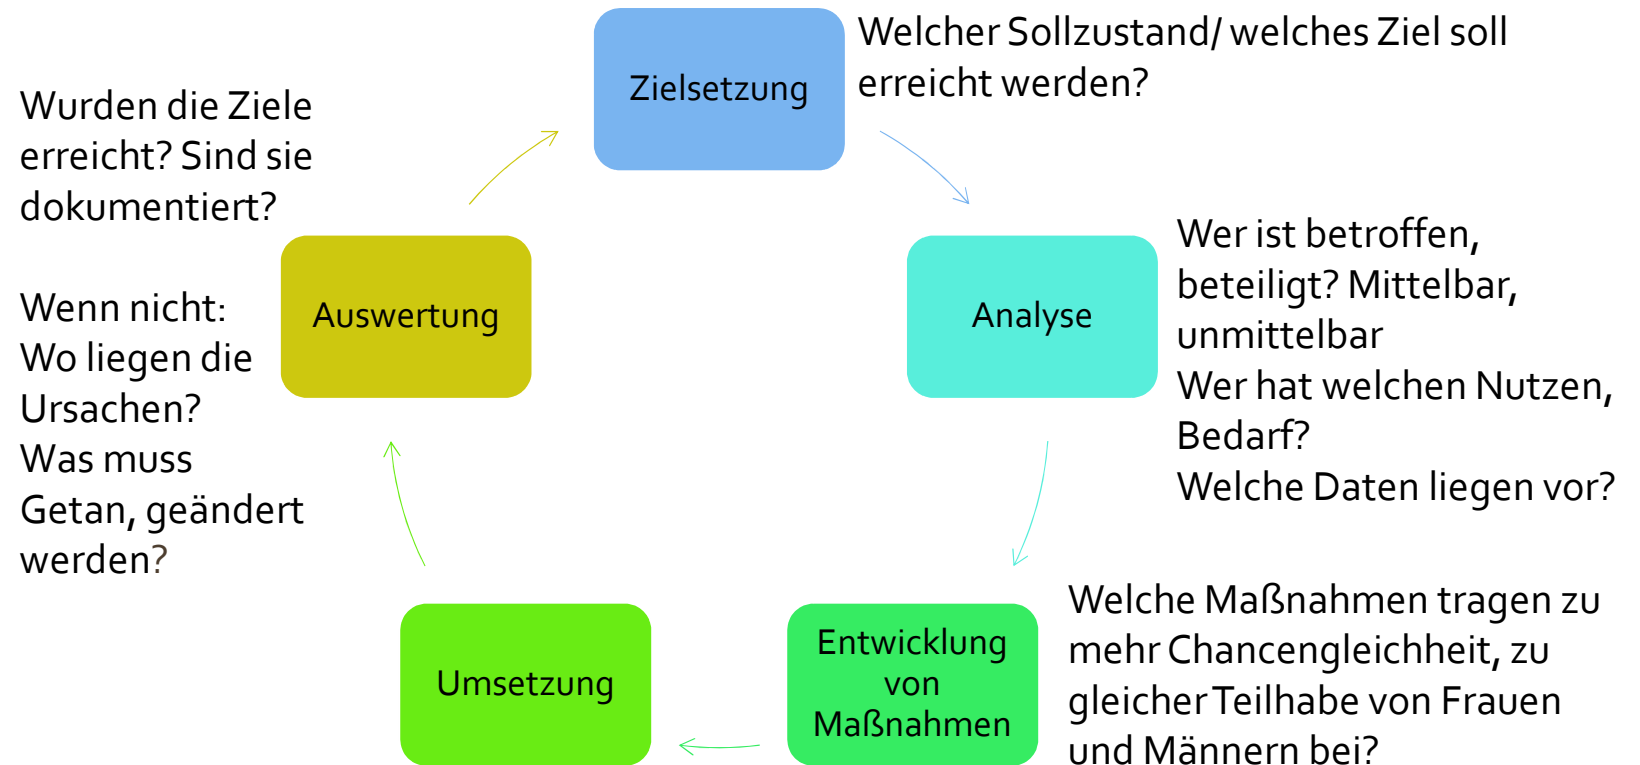 Zielsetzung
Welcher Sollzustand/ welches Ziel soll
erreicht werden?
Analyse
Wer ist betroffen,
beteiligt? Mittelbar,
unmittelbar
Wer hat welchen Nutzen,
Bedarf?
Welche Daten liegen vor?
Entwicklung
von
Maßnahmen
Welche Maßnahmen tragen zu
mehr Chancengleichheit, zu
gleicher Teilhabe von Frauen
und Männern bei?
Umsetzung
Auswertung
Wurden die Ziele
erreicht? Sind sie
dokumentiert?
Wenn nicht:
Wo liegen die
Ursachen?
Was muss
Getan, geändert
werden?